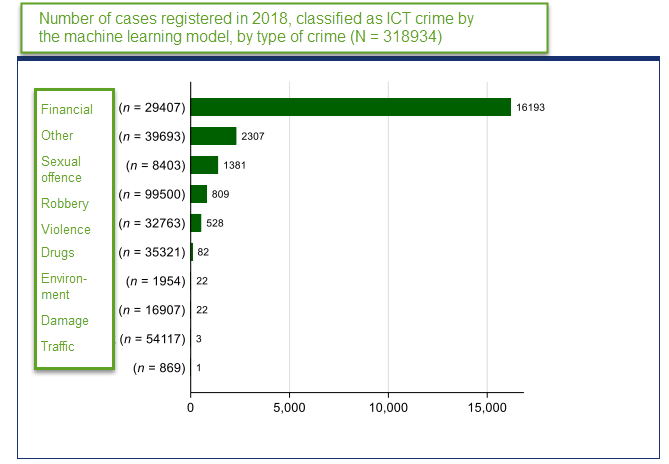 Number of cases registered in 2018, classified as ICT crime by
the machine learning model, by type of crime (N = 318934)
Financial (n = 29407) 16193
Other (n = 39693) 2307
Sexual
offence (n = 8403) 1381
Robbery (n = 99500) 809
Violence (n = 32763) 528
Drugs (n = 35321) 82
Environ-
ment (n = 1954) 22
Damage (n = 16907) 22
Traffic (n = 54117) 3
(n = 869) 1
0 5,000 10,000 15,000